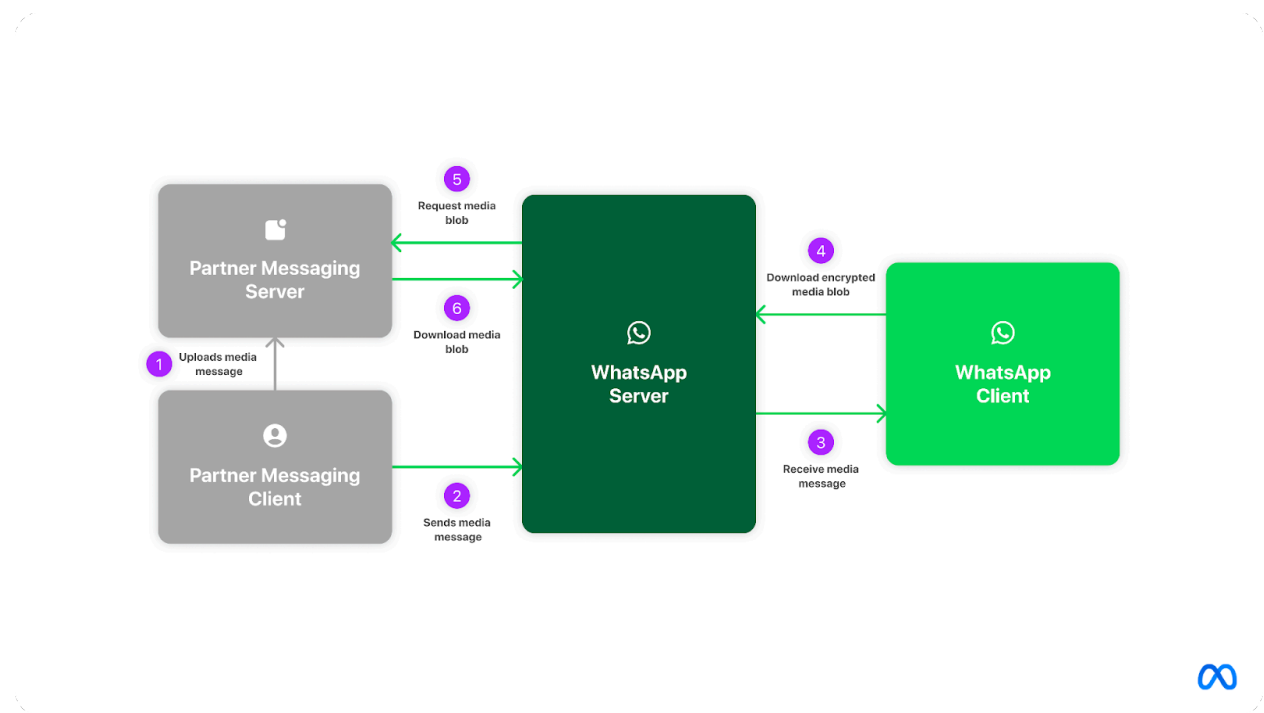 5
Request media
blob
Partner Messaging
Server
4
Download encrypted
media blob
6
Download media
blob
1
Uploads media
message
WhatsApp
Server
WhatsApp
Client
3
Receive media
message
Partner Messaging
Client
2
Sends media
message